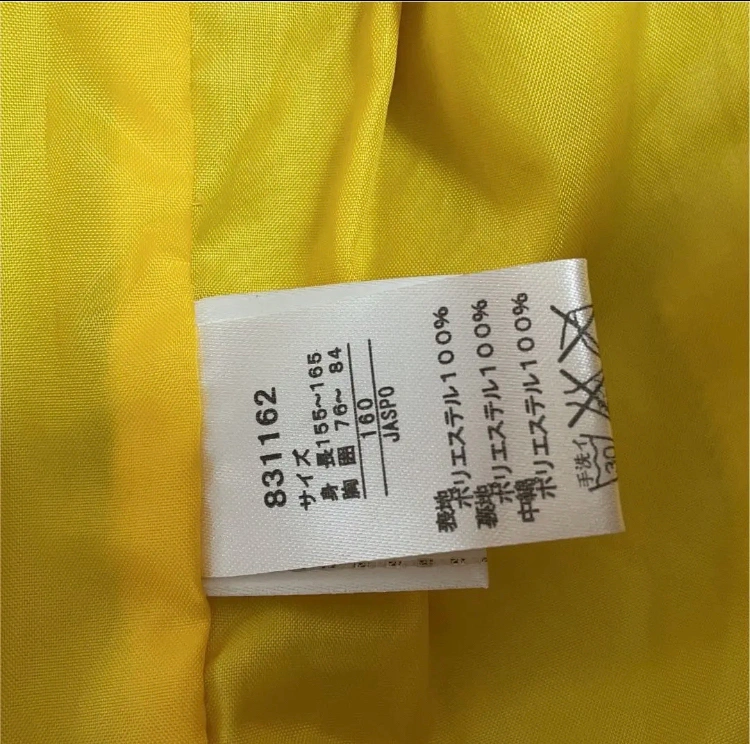 831162
サイズ
身 長155~165
胸 囲 76~ 84
160
JASPO
表地
ポリエステル100%
裏地
ポリエステル100%
中綿
ポリエステル100%
手洗イ
30